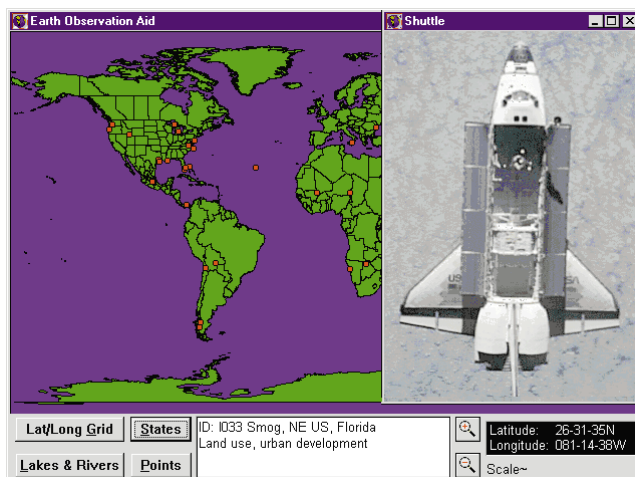 Earth Observation Aid
Shuttle
Lat/Long Grid
States
ID: I033 Smog, NE US, Florida
Land use, urban development
Latitude: 26-31-35N
Longitude: 081-14-38W
Lakes & Rivers
Points
Scale~